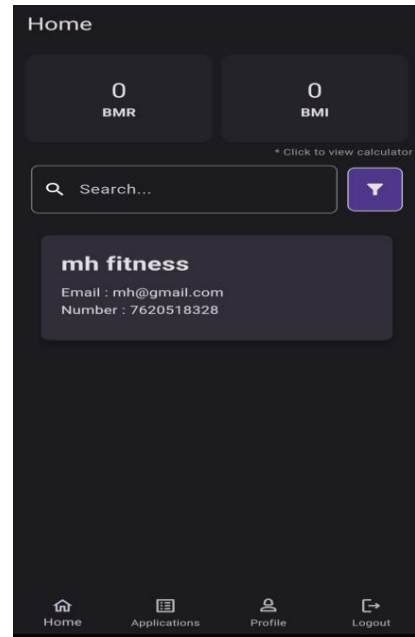 Home
0 0
BMR BMI
* Click to view calculator
Search...
mh fitness
Email : mh@gmail.com
Number : 7620518328
Home Applications Profile Logout